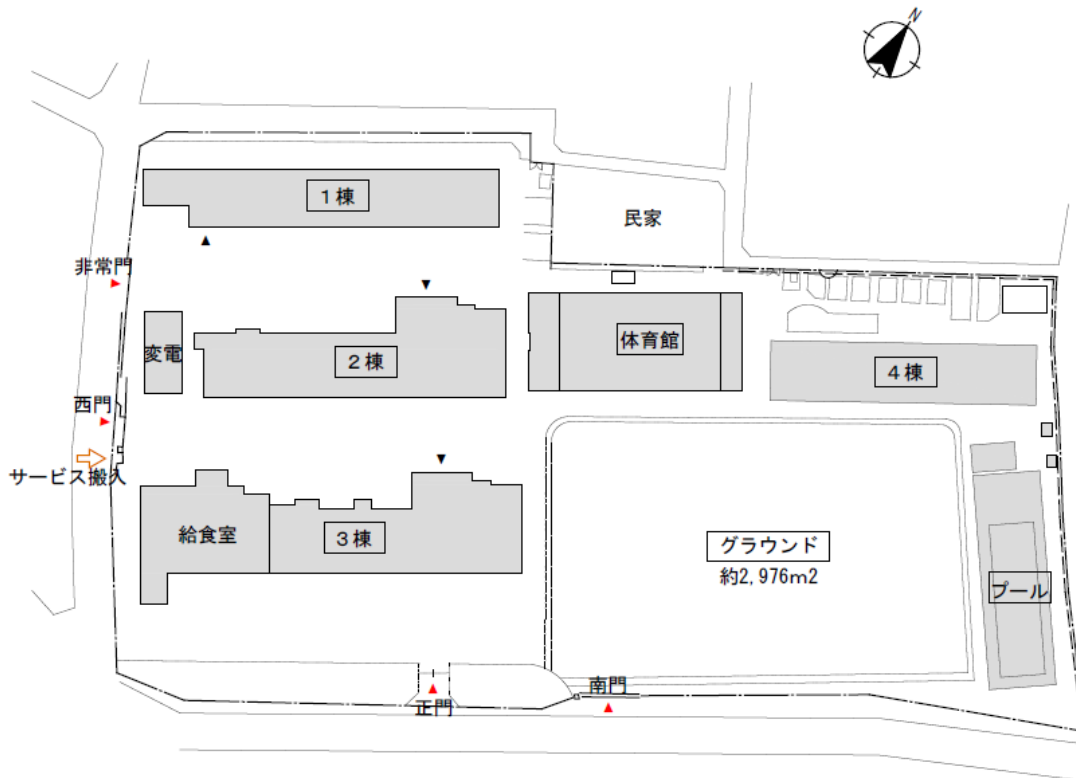 N
1棟
民家
非常門
変電
2棟
体育館
4棟
西門
サービス搬入
給食室
3棟
グラウンド
約2,976m2
プール
南門
正門